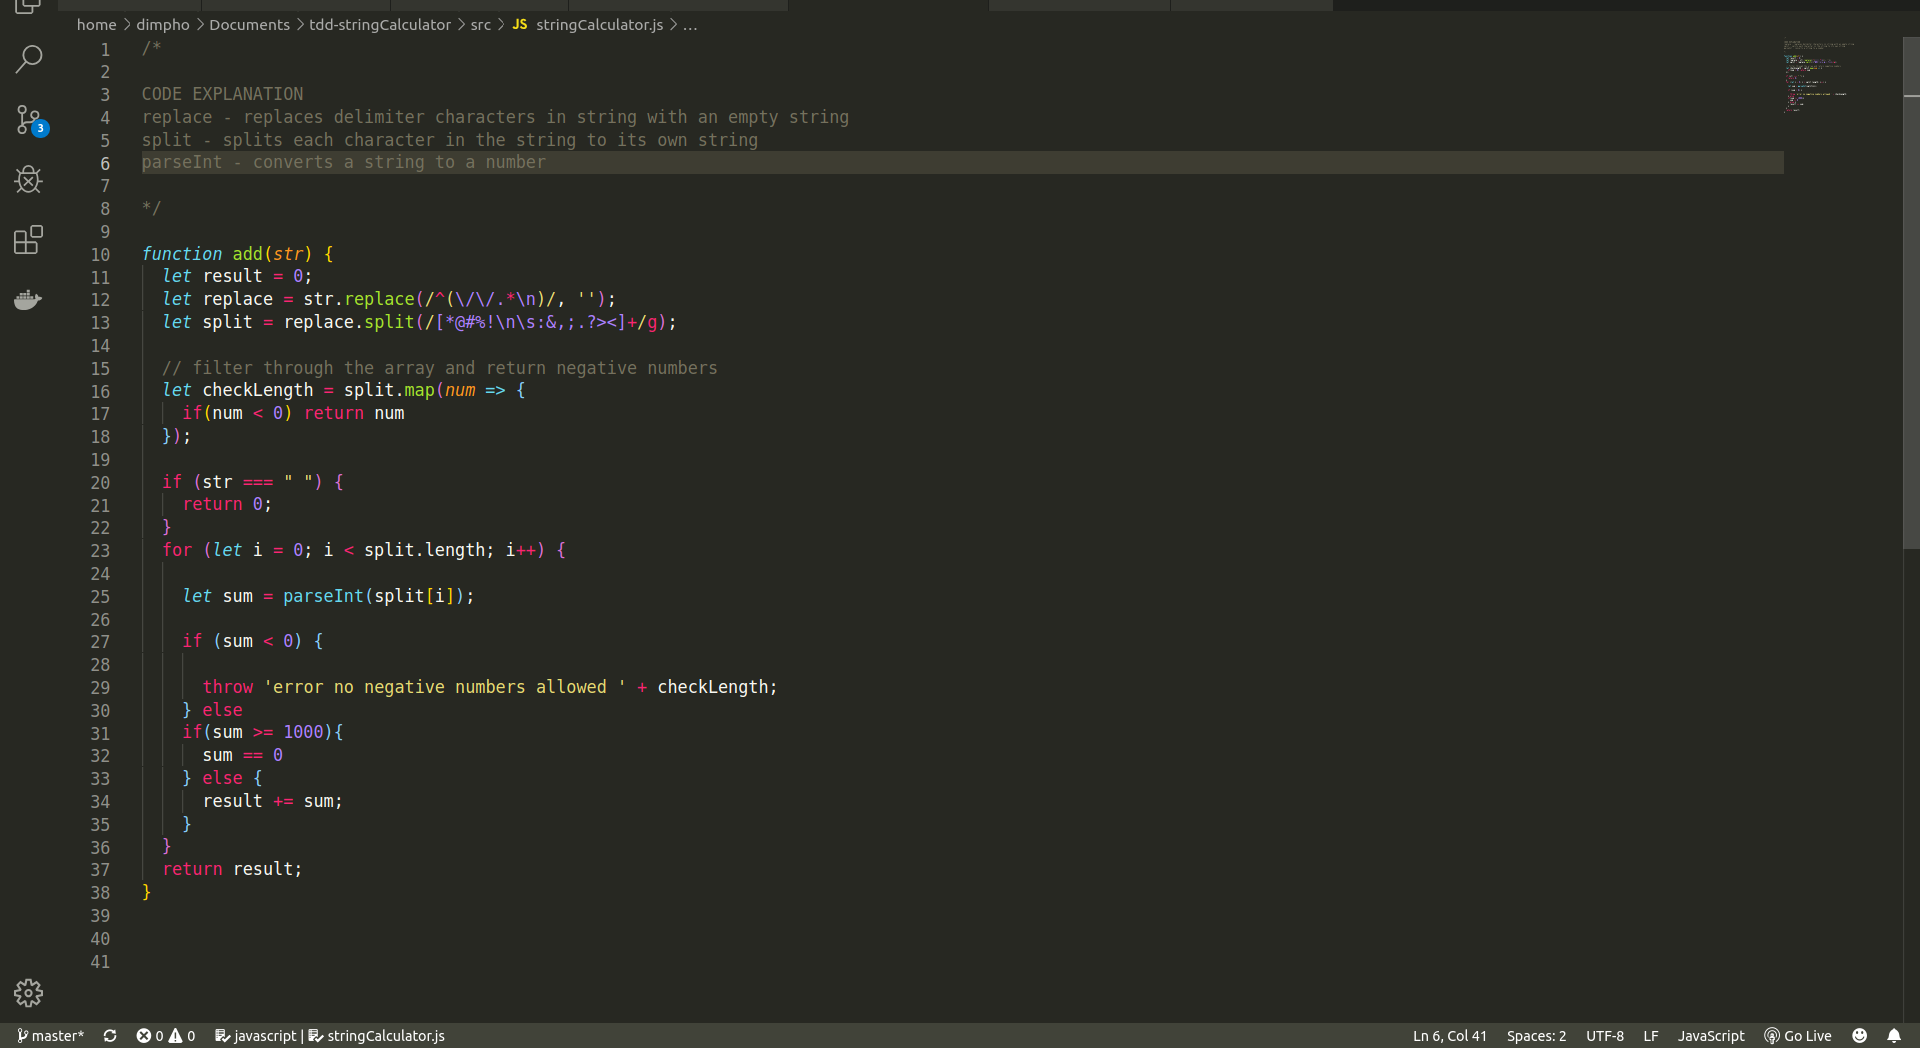 home > dimpho > Documents > tdd-stringCalculator > src > JS stringCalculator.js > ...
1 /*
2
3 CODE EXPLANATION
4 replace - replaces delimiter characters in string with an empty string
5 split - splits each character in the string to its own string
6 parseInt - converts a string to a number
7
8 */
9
10 function add(str) {
11   let result = 0;
12   let replace = str.replace(/^(\/\/.*\n)/, '');
13   let split = replace.split(/[*@#%!\n\s:&,;.?><]+/g);
14
15   // filter through the array and return negative numbers
16   let checkLength = split.map(num => {
17     if(num < 0) return num
18   });
19
20   if (str === " ") {
21     return 0;
22   }
23   for (let i = 0; i < split.length; i++) {
24
25     let sum = parseInt(split[i]);
26
27     if (sum < 0) {
28
29       throw 'error no negative numbers allowed ' + checkLength;
30     } else
31     if(sum >= 1000){
32       sum == 0
33     } else {
34       result += sum;
35     }
36   }
37   return result;
38 }
39
40
41
3
master* 0 0 javascript | stringCalculator.js Ln 6, Col 41 Spaces: 2 UTF-8 LF JavaScript Go Live